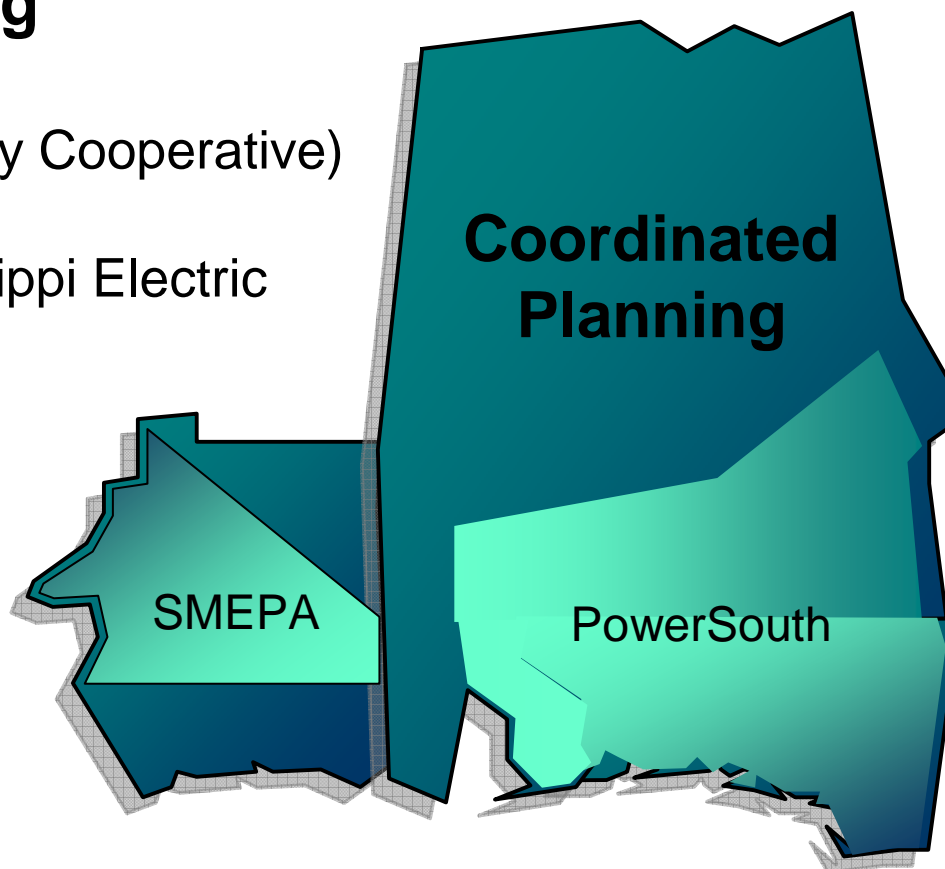 g
y Cooperative)
ippi Electric
Coordinated
Planning
SMEPA
PowerSouth